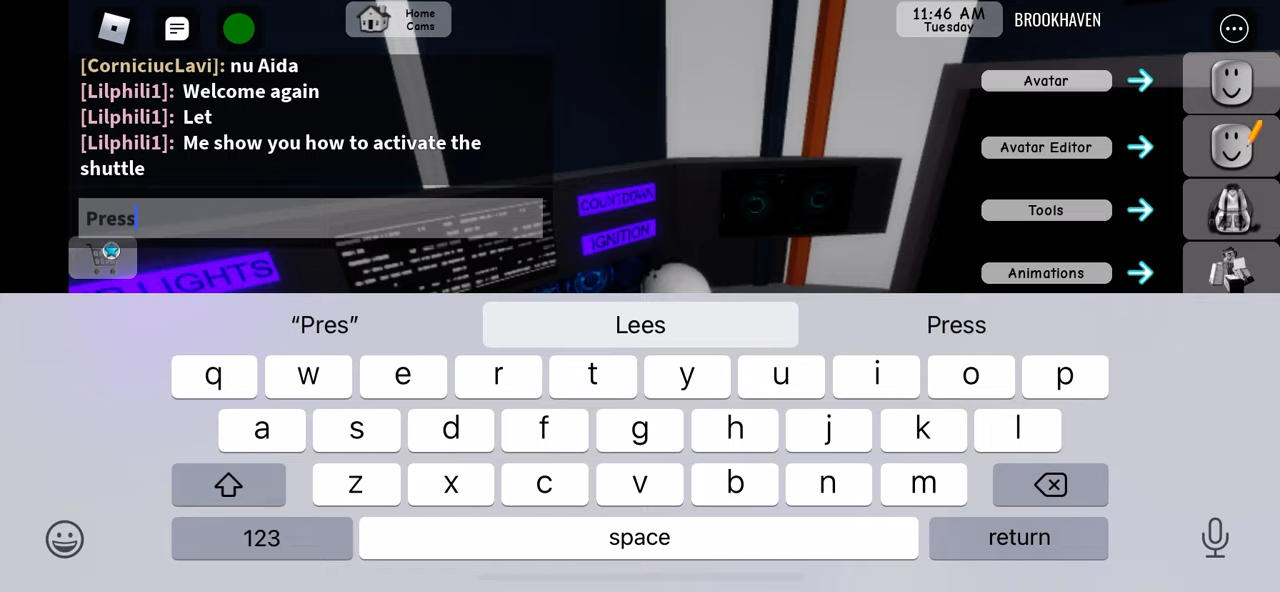 Home
Cams
11:46 AM
Tuesday
BROOKHAVEN
[CorniciucLavi]: nu Aida
[Lilphili1]: Welcome again
[Lilphili1]: Let
[Lilphili1]: Me show you how to activate the
shuttle
Press
Avatar
Avatar Editor
Tools
Animations
COUNTDOWN
IGNITION
LIGHTS
“Pres” Lees Press
q w e r t y u i o p
a s d f g h j k l
z x c v b n m
123 space return